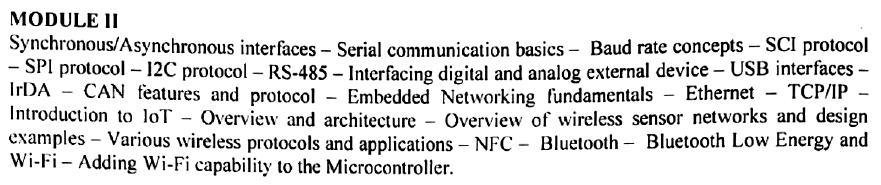 MODULE II
Synchronous/Asynchronous interfaces – Serial communication basics – Baud rate concepts – SCI protocol
– SPI protocol – I2C protocol – RS-485 – Interfacing digital and analog external device – USB interfaces –
IrDA – CAN features and protocol – Embedded Networking fundamentals – Ethernet – TCP/IP –
Introduction to IoT – Overview and architecture – Overview of wireless sensor networks and design
examples – Various wireless protocols and applications – NFC – Bluetooth – Bluetooth Low Energy and
Wi-Fi – Adding Wi-Fi capability to the Microcontroller.